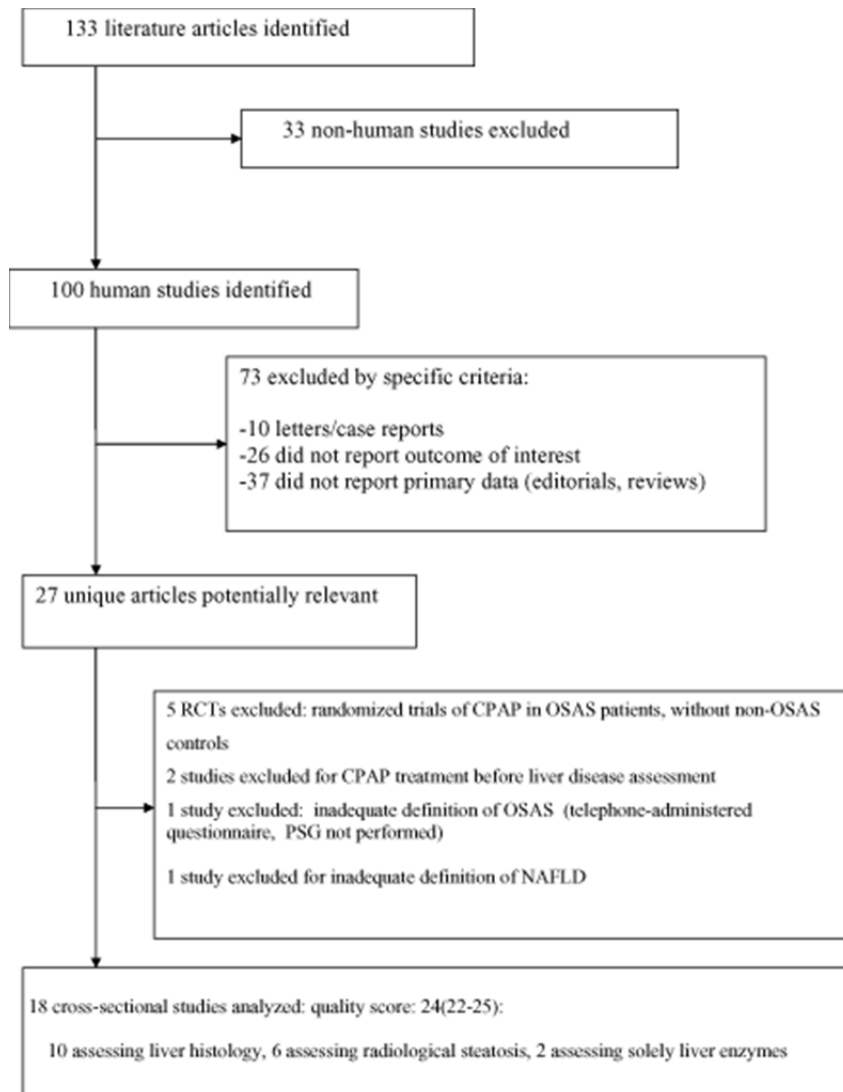 133 literature articles identified
33 non-human studies excluded
100 human studies identified
73 excluded by specific criteria:
-10 letters/case reports
-26 did not report outcome of interest
-37 did not report primary data (editorials, reviews)
27 unique articles potentially relevant
5 RCTs excluded: randomized trials of CPAP in OSAS patients, without non-OSAS
controls
2 studies excluded for CPAP treatment before liver disease assessment
1 study excluded: inadequate definition of OSAS (telephone-administered
questionnaire, PSG not performed)
1 study excluded for inadequate definition of NAFLD
18 cross-sectional studies analyzed: quality score: 24(22-25):
10 assessing liver histology, 6 assessing radiological steatosis, 2 assessing solely liver enzymes